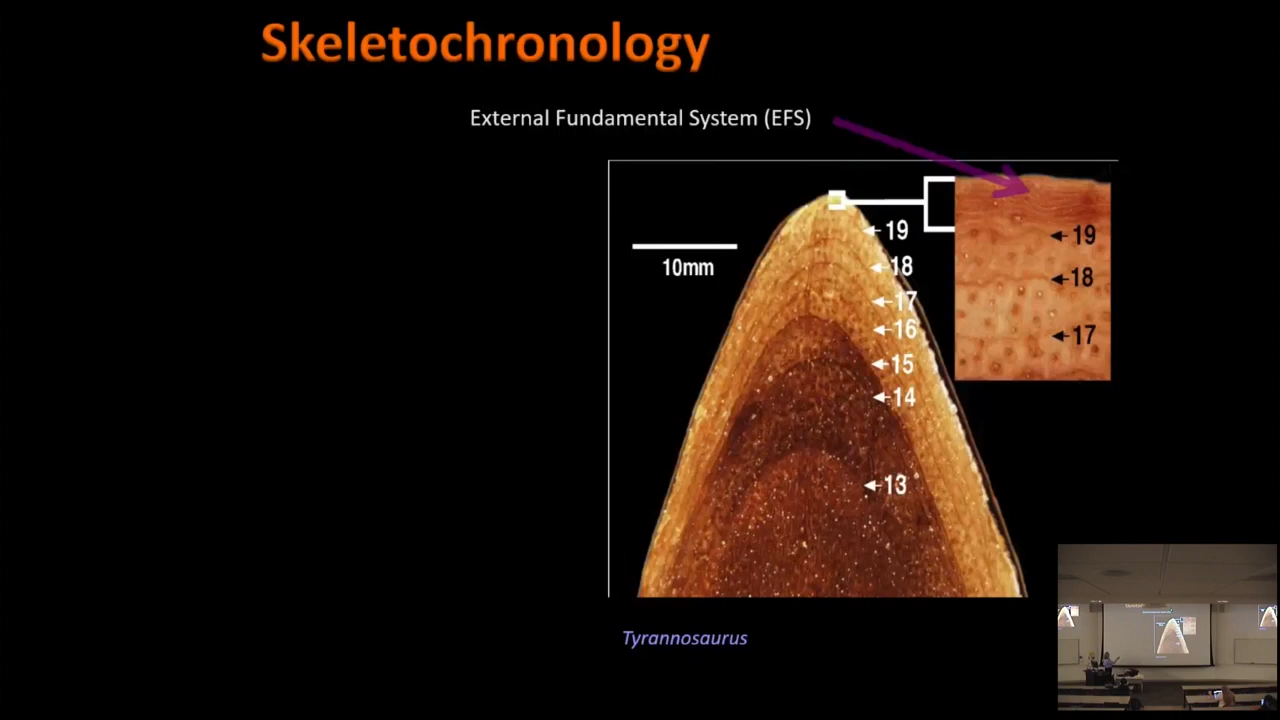 Skeletochronology
External Fundamental System (EFS)
10mm
19
18
17
16
15
14
13
19
18
17
Tyrannosaurus